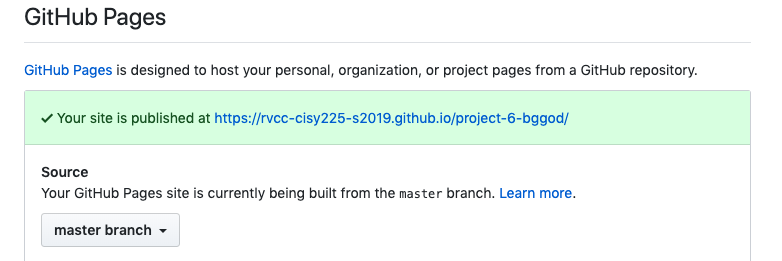 GitHub Pages
GitHub Pages is designed to host your personal, organization, or project pages from a GitHub repository.
Your site is published at https://rvcc-cisy225-s2019.github.io/project-6-bggod/
Source
Your GitHub Pages site is currently being built from the master branch. Learn more.
master branch